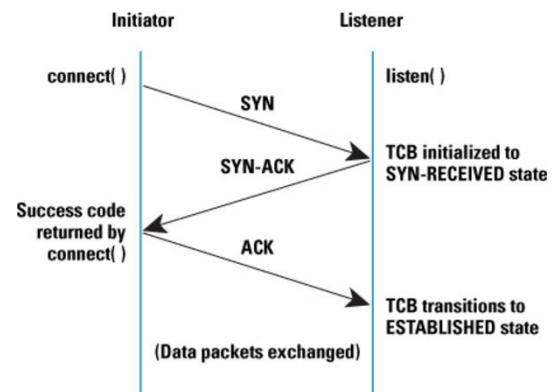 Initiator
Listener
connect( )
listen( )
SYN
TCB initialized to
SYN-RECEIVED state
SYN-ACK
Success code
returned by
connect( )
ACK
TCB transitions to
ESTABLISHED state
(Data packets exchanged)